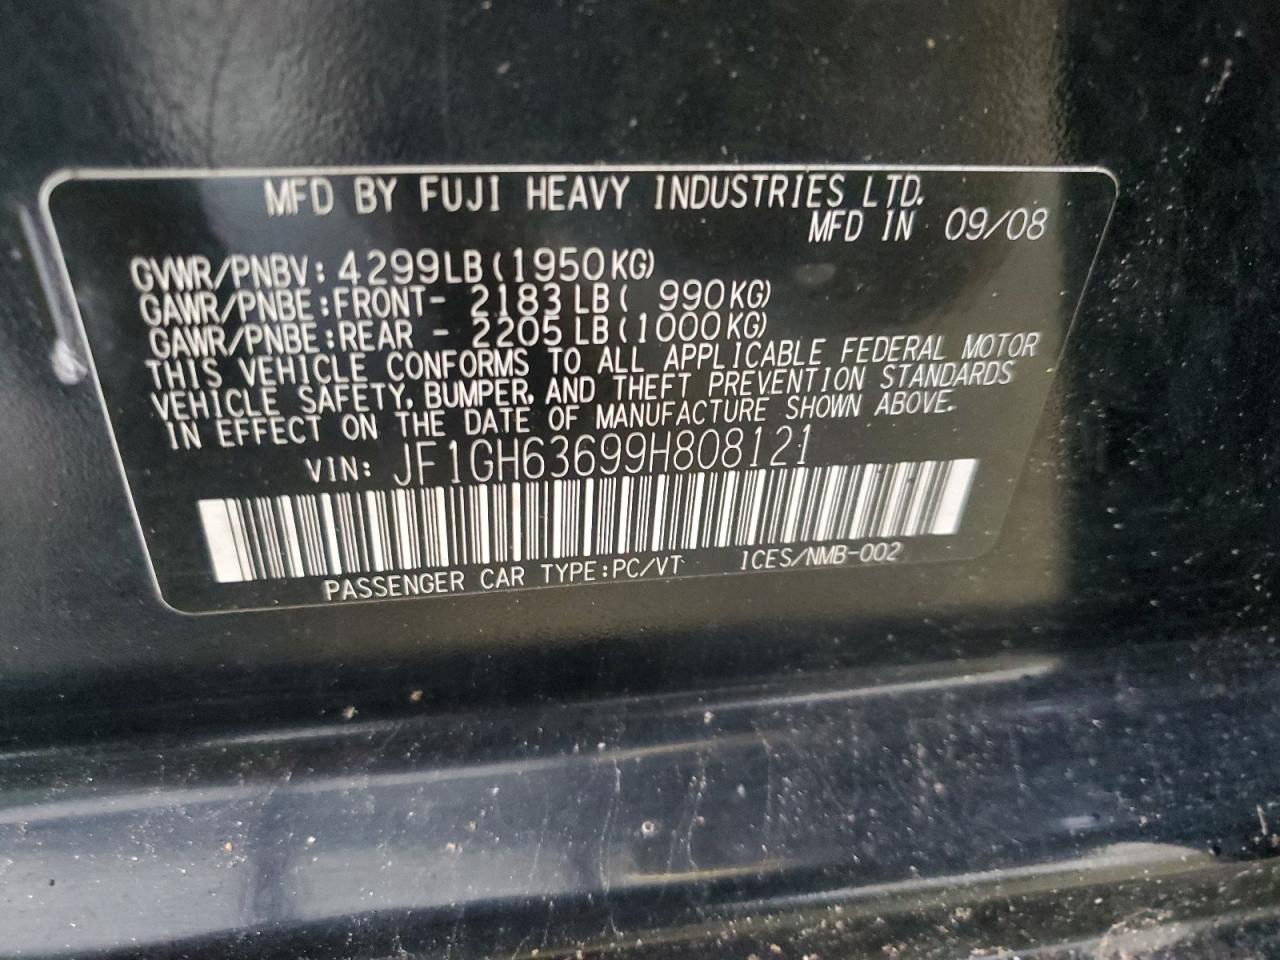 MFD BY FUJI HEAVY INDUSTRIES LTD.
MFD IN 09/08
GVWR/PNBV: 4299LB(1950KG)
GAWR/PNBE:FRONT- 2183LB( 990KG)
GAWR/PNBE:REAR - 2205LB(1000KG)
THIS VEHICLE CONFORMS TO ALL APPLICABLE FEDERAL MOTOR
VEHICLE SAFETY, BUMPER, AND THEFT PREVENTION STANDARDS
IN EFFECT ON THE DATE OF MANUFACTURE SHOWN ABOVE.
VIN: JF1GH63699H808121
PASSENGER CAR TYPE:PC/VT ICES/NMB-002